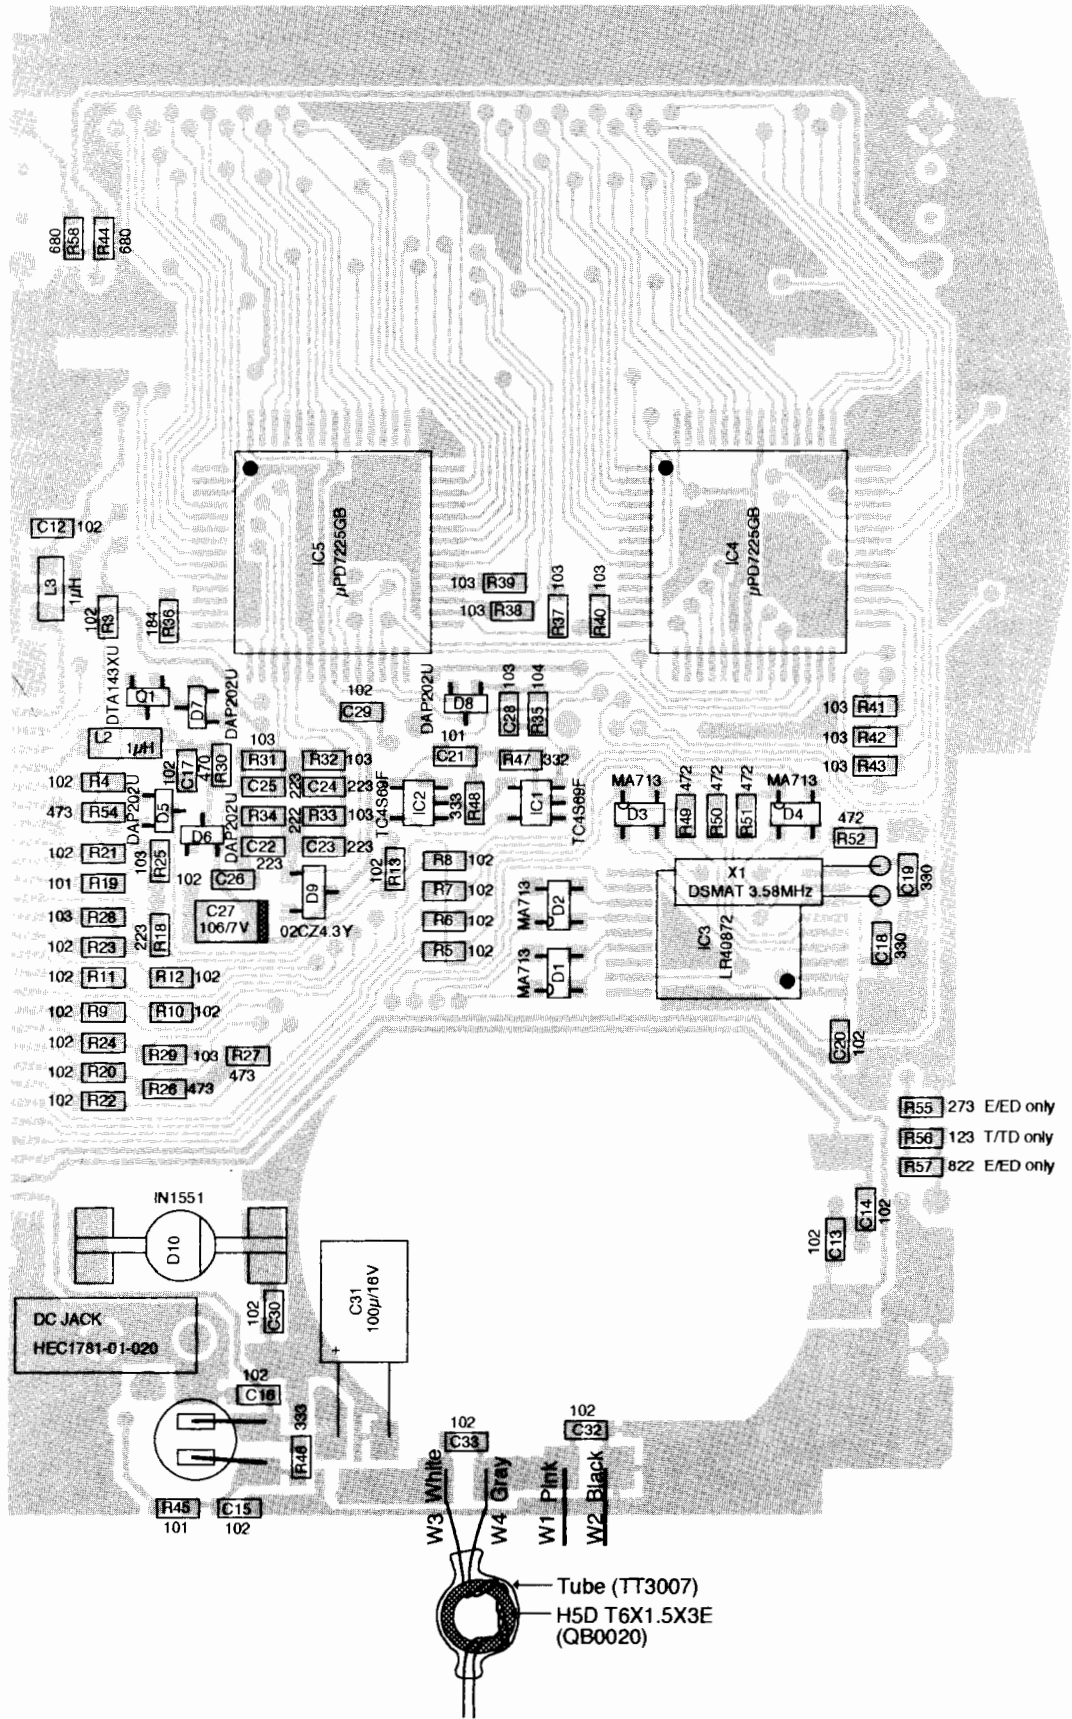 680 R58 R44 680
C12 102
L3 1µH
102 R3
184 R36
IC5
µPD7225GB
IC4
µPD7225GB
103 R39
103 R38
R37 103
R40 103
DTA143XU
Q1
D7
DAP202U
102
C29
DAP202U
D8
C28 103
R35 104
103 R41
103 R42
103 R43
L2 1µH
102 C17
470 R30
103
R31
R32 103
101
C21
R47 332
102 R4
473 R54
DAP202U
D5
D6
DAP202U
C25 223
C24 223
R34 222
R33 103
C22
223
C23 223
TC4S69F
IC2
333 R48
IC1
TC4S69F
MA713
D3
R49 472
R50 472
R51 472
MA713
D4
472
R52
102 R21
103 R25
102 C26
102 R13
R8 102
R7 102
R6 102
R5 102
101 R19
103 R28
102 R23
223 R18
C27
106/7V
D9
02CZ4.3Y
MA713
D2
MA713
D1
X1
DSMAT 3.58MHz
IC3
LR40872
C19
330
C18
330
102 R11
R12 102
102 R9
R10 102
102 R24
R29 103
R27
473
102 R20
R26 473
102 R22
C20
102
R55 273 E/ED only
R56 123 T/TD only
R57 822 E/ED only
C14
102
102
C13
IN1551
D10
C31
100µ/16V
+
102
C30
DC JACK
HEC1781-01-020
102
C16
333
R46
R45
101
C15
102
102
C33
102
C32
W3 White
W4 Gray
W1 Pink
W2 Black
Tube (TT3007)
H5D T6X1.5X3E
(QB0020)